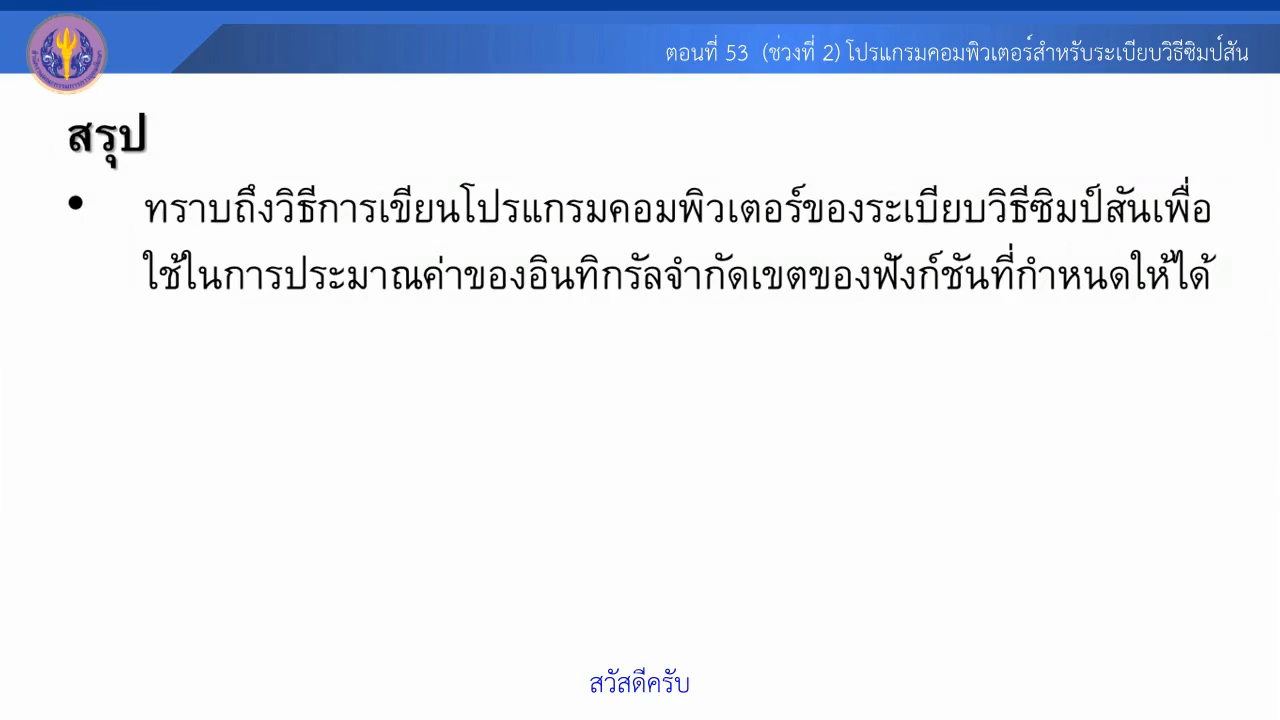 ตอนที่ 53 (ช่วงที่ 2) โปรแกรมคอมพิวเตอร์สำหรับระเบียบวิธีซิมป์สัน
สรุป
• ทราบถึงวิธีการเขียนโปรแกรมคอมพิวเตอร์ของระเบียบวิธีซิมป์สันเพื่อ
ใช้ในการประมาณค่าของอินทิกรัลจำกัดเขตของฟังก์ชันที่กำหนดให้ได้
สวัสดีครับ